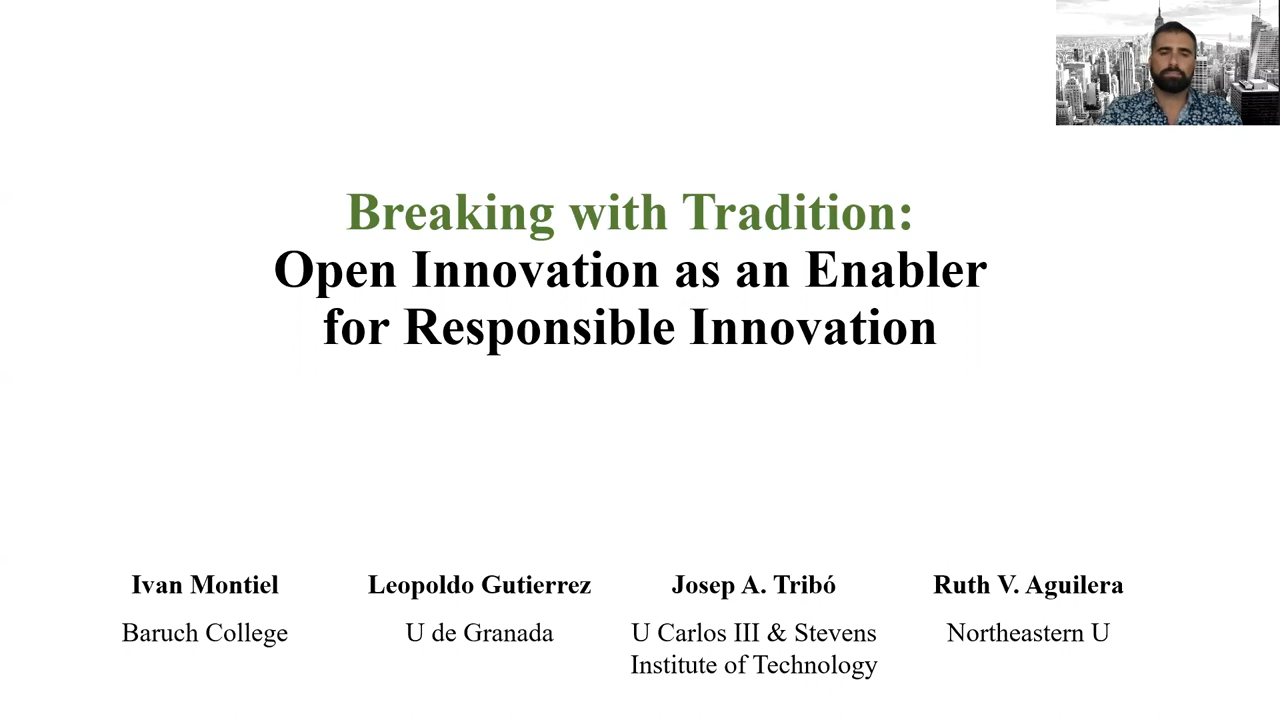 Breaking with Tradition:
Open Innovation as an Enabler
for Responsible Innovation
Ivan Montiel
Leopoldo Gutierrez
Josep A. Tribó
Ruth V. Aguilera
Baruch College
U de Granada
U Carlos III & Stevens
Institute of Technology
Northeastern U